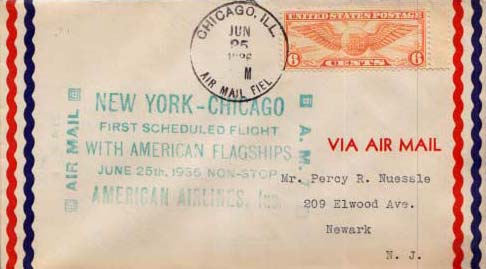 CHICAGO, ILL.
JUN
25
1936
M
AIR MAIL FIEL
UNITED STATES POSTAGE
6 CENTS 6
AIR MAIL
NEW YORK-CHICAGO
FIRST SCHEDULED FLIGHT
WITH AMERICAN FLAGSHIPS
JUNE 25th, 1936 NON-STOP
AMERICAN AIRLINES, Inc.
A. M.
VIA AIR MAIL
Mr. Percy R. Nuessle
209 Elwood Ave.
Newark
N. J.